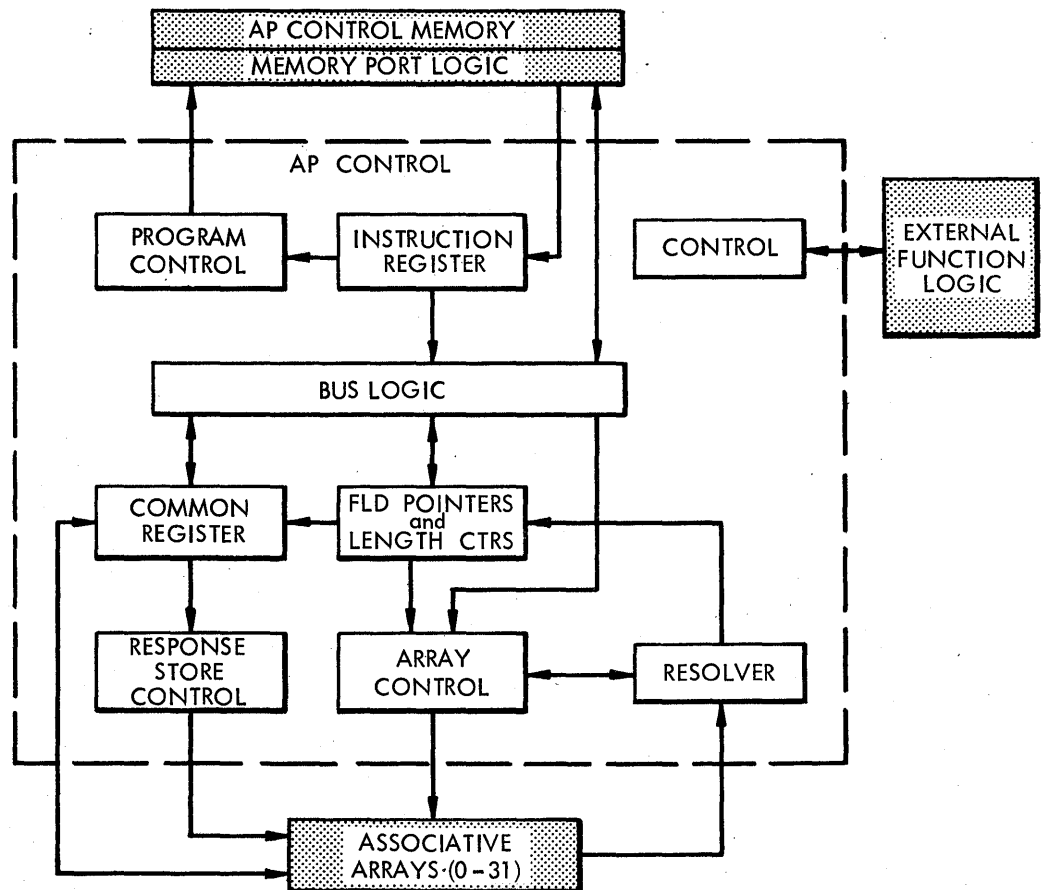 AP CONTROL MEMORY
MEMORY PORT LOGIC
AP CONTROL
PROGRAM
CONTROL
INSTRUCTION
REGISTER
CONTROL
EXTERNAL
FUNCTION
LOGIC
BUS LOGIC
COMMON
REGISTER
FLD POINTERS
and
LENGTH CTRS
RESPONSE
STORE
CONTROL
ARRAY
CONTROL
RESOLVER
ASSOCIATIVE
ARRAYS·(0-31)